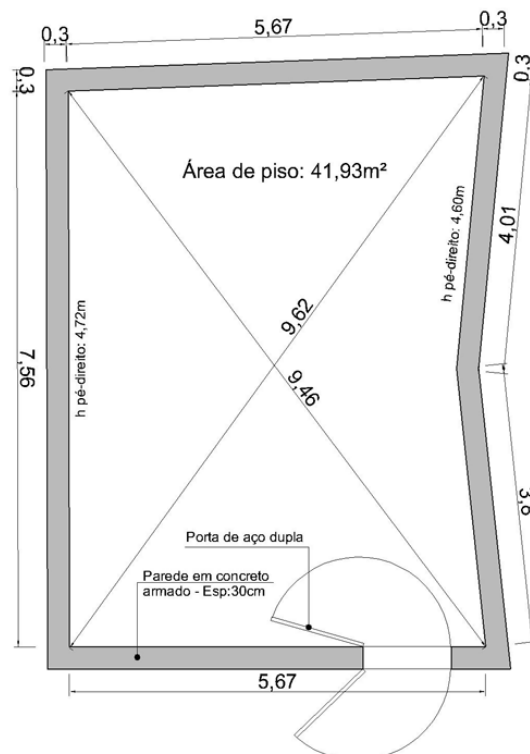 0,3
5,67
0,3
0,3
0,3
Área de piso: 41,93m²
h pé-direito: 4,60m
4,01
h pé-direito: 4,72m
9,62
7,56
9,46
3,6
Porta de aço dupla
Parede em concreto
armado - Esp:30cm
5,67